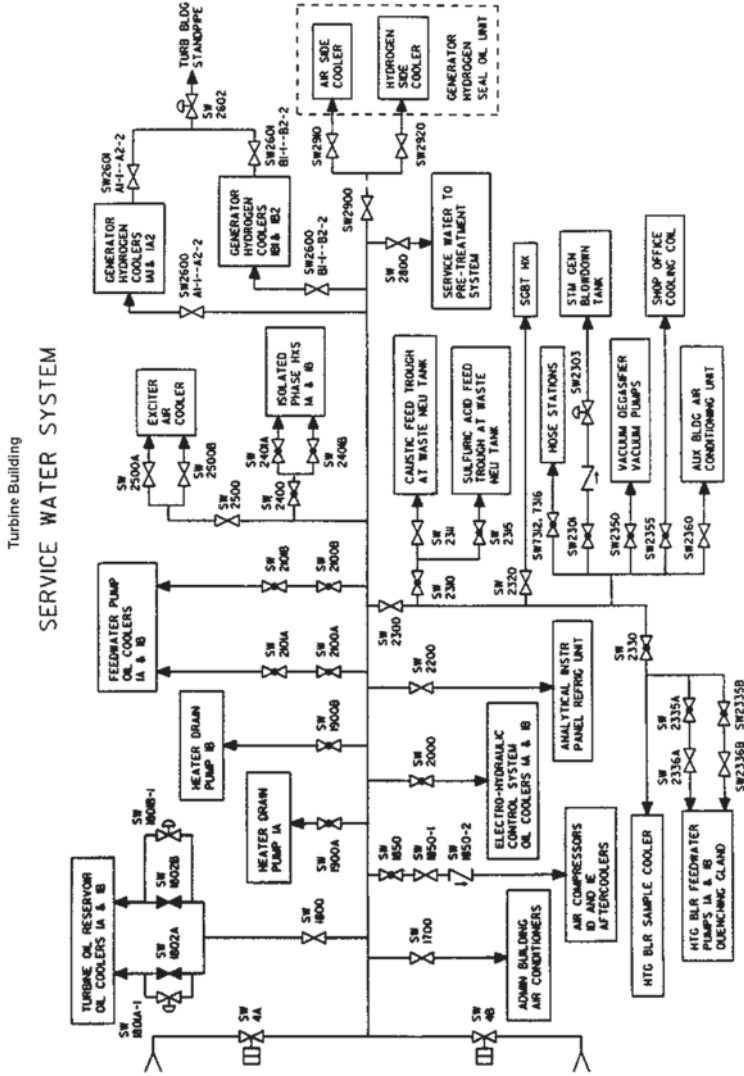 Turbine Building
SERVICE WATER SYSTEM
TURBINE OIL RESERVOIR
OIL COOLERS 1A & 1B
SW
1801A-1
SW
1802A
SW
1802B
SW
1801B-1
SW
1800
HEATER DRAIN
PUMP 1A
SW
1900A
HEATER DRAIN
PUMP 1B
SW
1900B
FEEDWATER PUMP
OIL COOLERS
1A & 1B
SW
2101A
SW
2100A
SW
2101B
SW
2100B
EXCITER
AIR
COOLER
SW
2500A
SW
2500B
SW
2500
ISOLATED
PHASE HXS
1A & 1B
SW
2401A
SW
2401B
SW
2400
GENERATOR
HYDROGEN
COOLERS
1A1 & 1A2
SW2600
A1-1--A2-2
SW2601
A1-1--A2-2
GENERATOR
HYDROGEN
COOLERS
1B1 & 1B2
SW2600
B1-1--B2-2
SW2601
B1-1--B2-2
SW
2602
TURB BLDG
STANDPIPE
AIR SIDE
COOLER
HYDROGEN
SIDE
COOLER
GENERATOR
HYDROGEN
SEAL OIL UNIT
SW2910
SW2920
SW2900
SW
4A
SW
4B
SW
1700
ADMIN BUILDING
AIR CONDITIONERS
SW
1850
SW
1850-1
SW
1850-2
AIR COMPRESSORS
1D AND 1E
AFTERCOOLERS
SW
2000
ELECTRO-HYDRAULIC
CONTROL SYSTEM
OIL COOLERS 1A & 1B
SW
2200
ANALYTICAL INSTR
PANEL REFRIG UNIT
SW
2300
SW
2310
SW
2311
SW
2315
CAUSTIC FEED TROUGH
AT WASTE NEU TANK
SULFURIC ACID FEED
TROUGH AT WASTE
NEU TANK
SW
2800
SERVICE WATER TO
PRE-TREATMENT
SYSTEM
SW
2320
SGBT HX
SW7312, 7316
HOSE STATIONS
SW2301
SW2303
STM GEN
BLOWDOWN
TANK
SW2350
VACUUM DEGASIFIER
VACUUM PUMPS
SW2355
SHOP OFFICE
COOLING COIL
SW2360
AUX BLDG AIR
CONDITIONING UNIT
SW
2330
HTG BLR SAMPLE COOLER
SW
2336A
SW
2335A
SW2336B
SW2335B
HTG BLR FEEDWATER
PUMPS 1A & 1B
QUENCHING GLAND